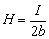 H = I / 2b